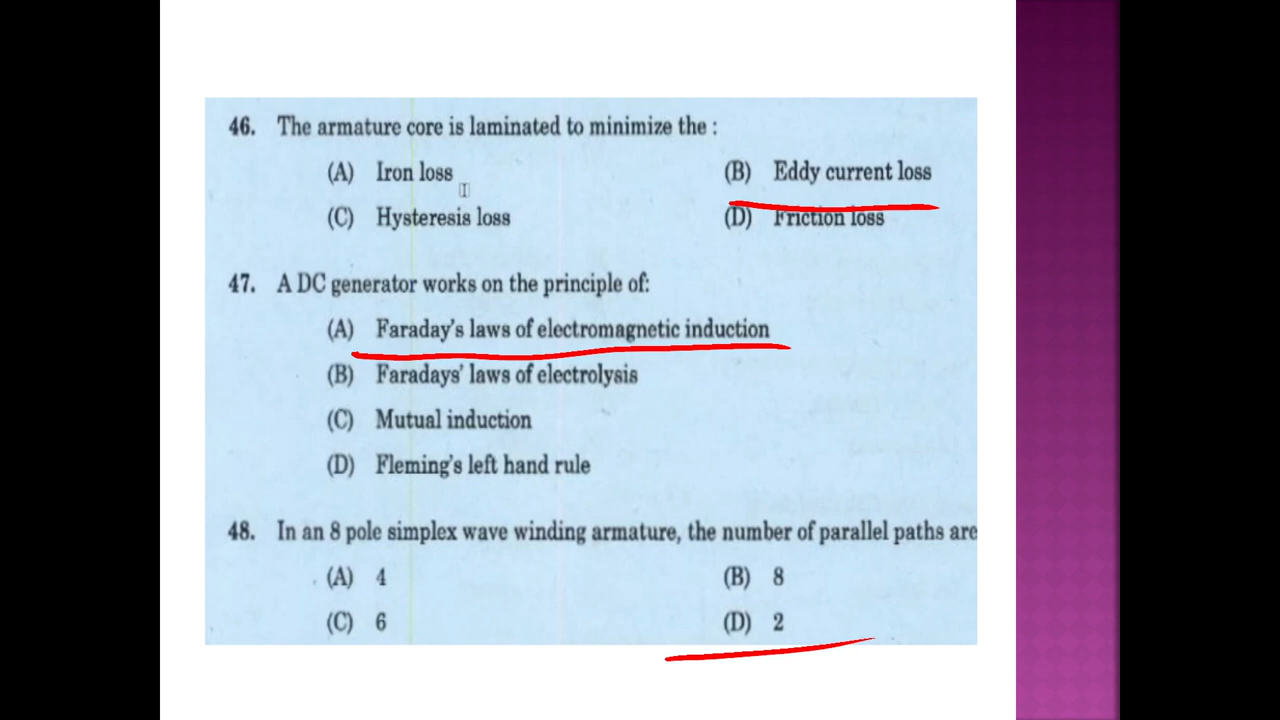 46. The armature core is laminated to minimize the :
(A) Iron loss (B) Eddy current loss
(C) Hysteresis loss (D) Friction loss
47. A DC generator works on the principle of:
(A) Faraday's laws of electromagnetic induction
(B) Faradays' laws of electrolysis
(C) Mutual induction
(D) Fleming's left hand rule
48. In an 8 pole simplex wave winding armature, the number of parallel paths are
(A) 4 (B) 8
(C) 6 (D) 2